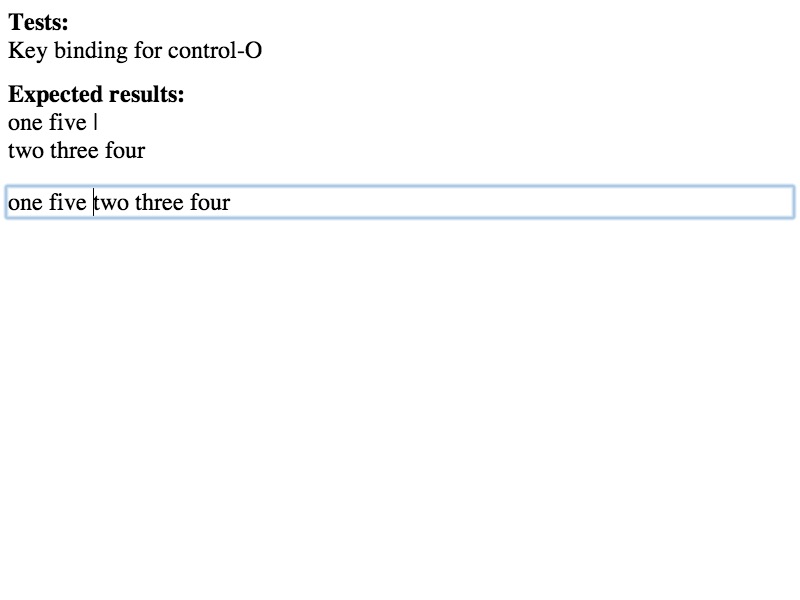 Tests:
Key binding for control-O
Expected results:
one five |
two three four
one five two three four